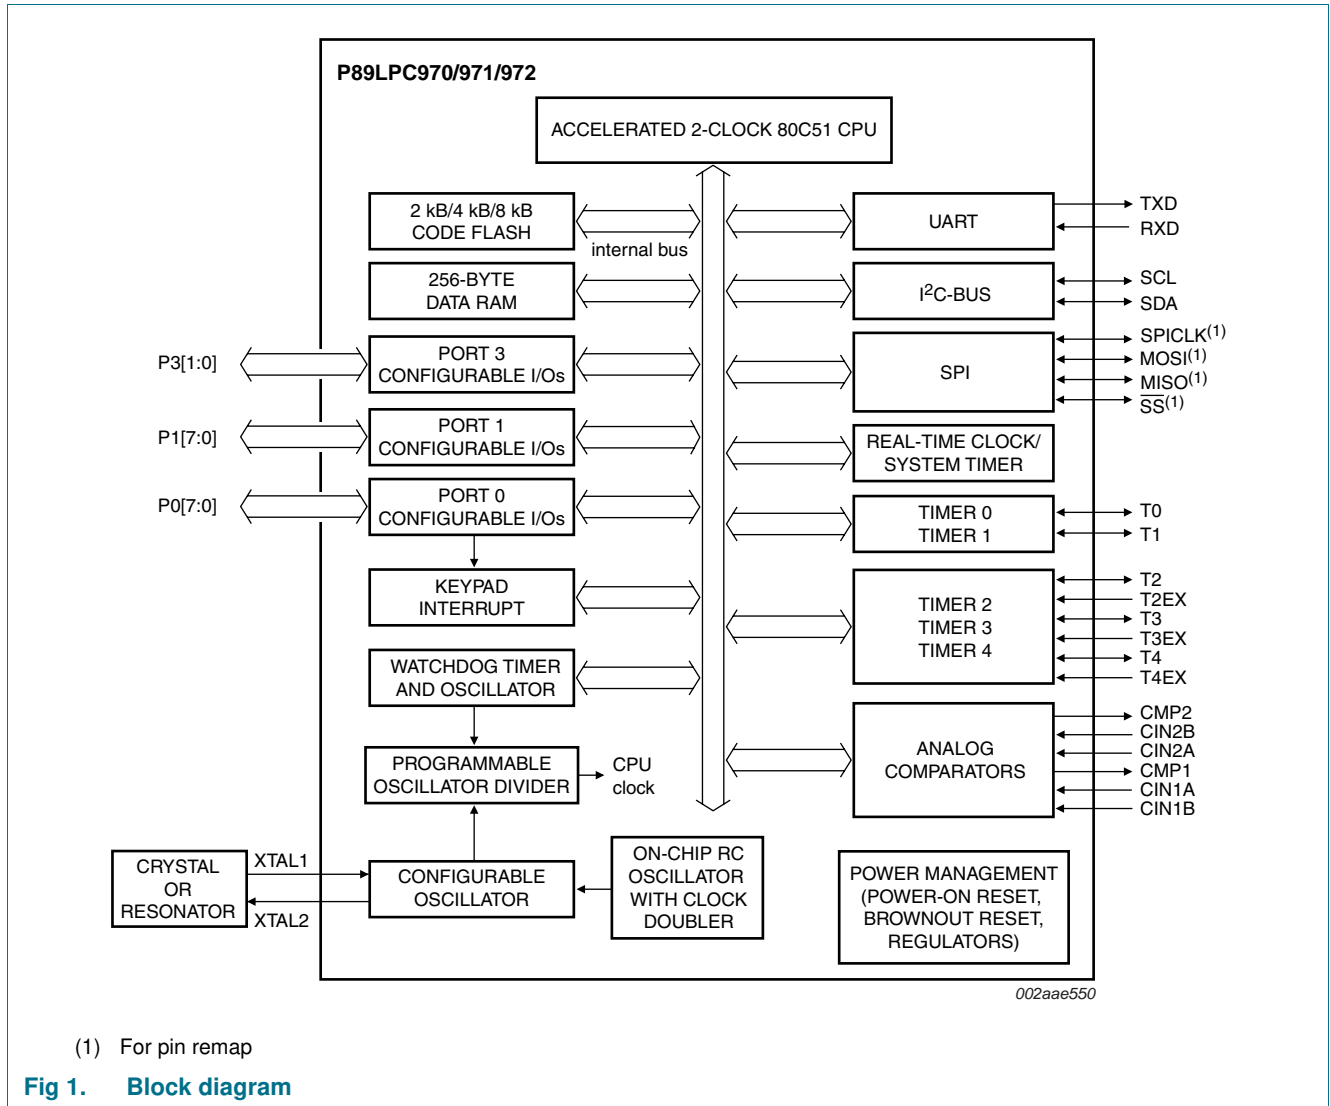 P89LPC970/971/972
ACCELERATED 2-CLOCK 80C51 CPU
2 kB/4 kB/8 kB
CODE FLASH
internal bus
256-BYTE
DATA RAM
P3[1:0]
PORT 3
CONFIGURABLE I/Os
P1[7:0]
PORT 1
CONFIGURABLE I/Os
P0[7:0]
PORT 0
CONFIGURABLE I/Os
KEYPAD
INTERRUPT
WATCHDOG TIMER
AND OSCILLATOR
PROGRAMMABLE
OSCILLATOR DIVIDER
CPU
clock
CRYSTAL
OR
RESONATOR
XTAL1
XTAL2
CONFIGURABLE
OSCILLATOR
ON-CHIP RC
OSCILLATOR
WITH CLOCK
DOUBLER
UART
TXD
RXD
I²C-BUS
SCL
SDA
SPI
SPICLK(1)
MOSI(1)
MISO(1)
S̅S̅(1)
REAL-TIME CLOCK/
SYSTEM TIMER
TIMER 0
TIMER 1
T0
T1
TIMER 2
TIMER 3
TIMER 4
T2
T2EX
T3
T3EX
T4
T4EX
ANALOG
COMPARATORS
CMP2
CIN2B
CIN2A
CMP1
CIN1A
CIN1B
POWER MANAGEMENT
(POWER-ON RESET,
BROWNOUT RESET,
REGULATORS)
002aae550
(1) For pin remap
Fig 1. Block diagram